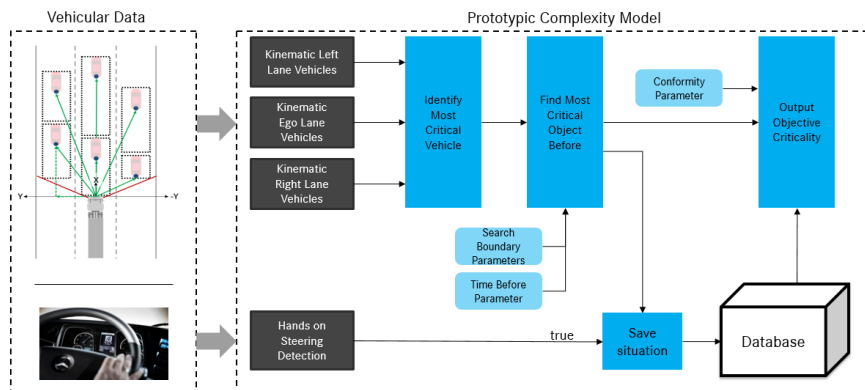 Vehicular Data
Prototypic Complexity Model
X
Y
-Y
Kinematic Left
Lane Vehicles
Kinematic
Ego Lane
Vehicles
Kinematic
Right Lane
Vehicles
Identify
Most
Critical
Vehicle
Find Most
Critical
Object
Before
Conformity
Parameter
Output
Objective
Criticality
Search
Boundary
Parameters
Time Before
Parameter
Hands on
Steering
Detection
true
Save
situation
Database